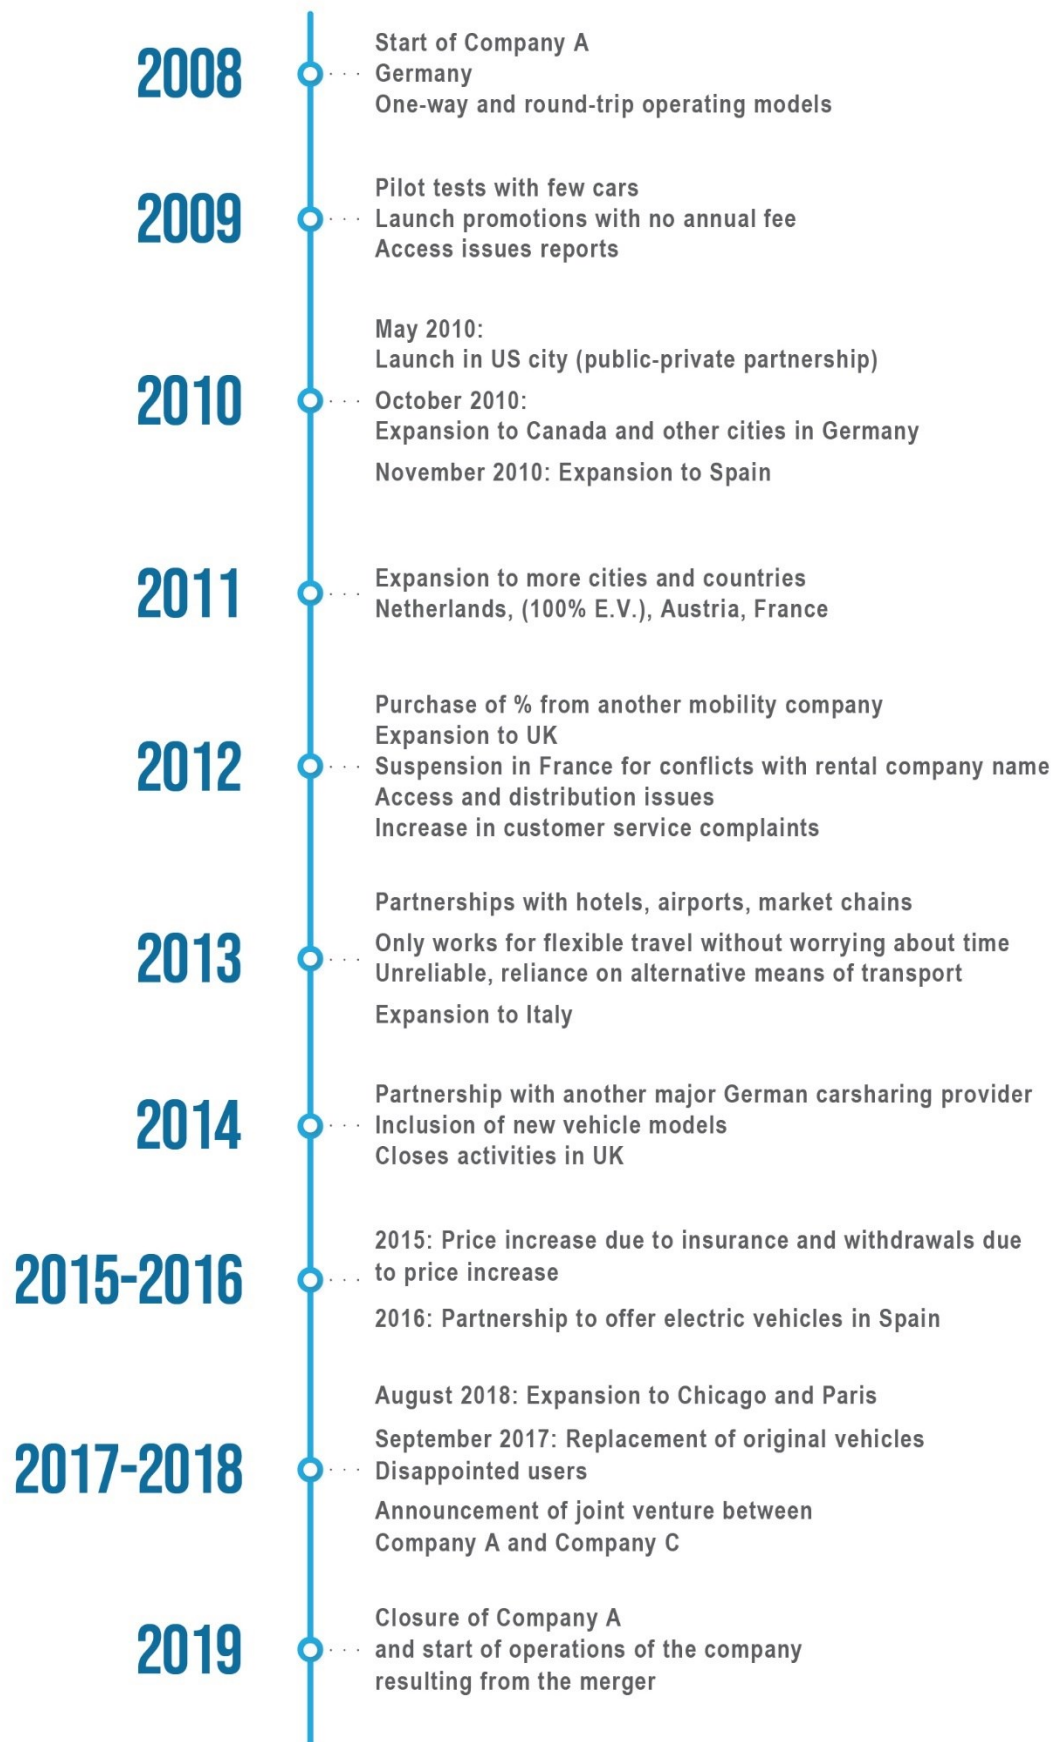 2008
Start of Company A
Germany
One-way and round-trip operating models
2009
Pilot tests with few cars
Launch promotions with no annual fee
Access issues reports
2010
May 2010:
Launch in US city (public-private partnership)
October 2010:
Expansion to Canada and other cities in Germany
November 2010: Expansion to Spain
2011
Expansion to more cities and countries
Netherlands, (100% E.V.), Austria, France
2012
Purchase of % from another mobility company
Expansion to UK
Suspension in France for conflicts with rental company name
Access and distribution issues
Increase in customer service complaints
2013
Partnerships with hotels, airports, market chains
Only works for flexible travel without worrying about time
Unreliable, reliance on alternative means of transport
Expansion to Italy
2014
Partnership with another major German carsharing provider
Inclusion of new vehicle models
Closes activities in UK
2015-2016
2015: Price increase due to insurance and withdrawals due
to price increase
2016: Partnership to offer electric vehicles in Spain
2017-2018
August 2018: Expansion to Chicago and Paris
September 2017: Replacement of original vehicles
Disappointed users
Announcement of joint venture between
Company A and Company C
2019
Closure of Company A
and start of operations of the company
resulting from the merger